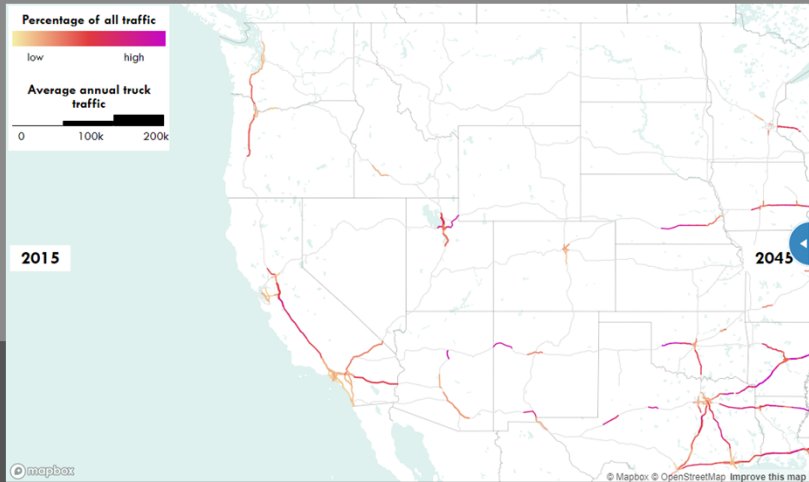 Percentage of all traffic
low high
Average annual truck
traffic
0 100k 200k
2015 2045
mapbox
© Mapbox © OpenStreetMap Improve this map